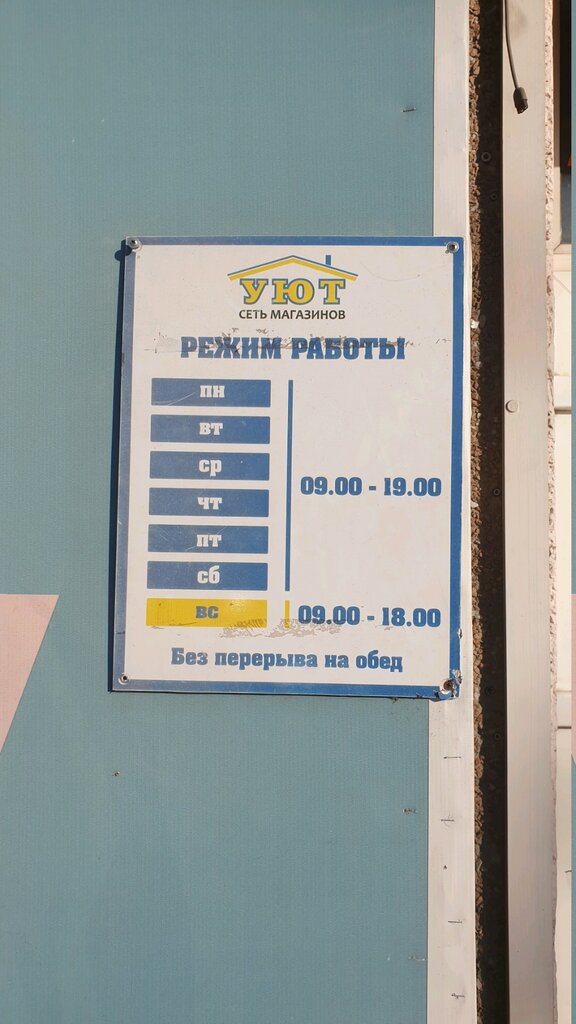 УЮТ
СЕТЬ МАГАЗИНОВ
РЕЖИМ РАБОТЫ
ПН
ВТ
СР
ЧТ
ПТ
СБ
09.00 - 19.00
ВС 09.00 - 18.00
Без перерыва на обед